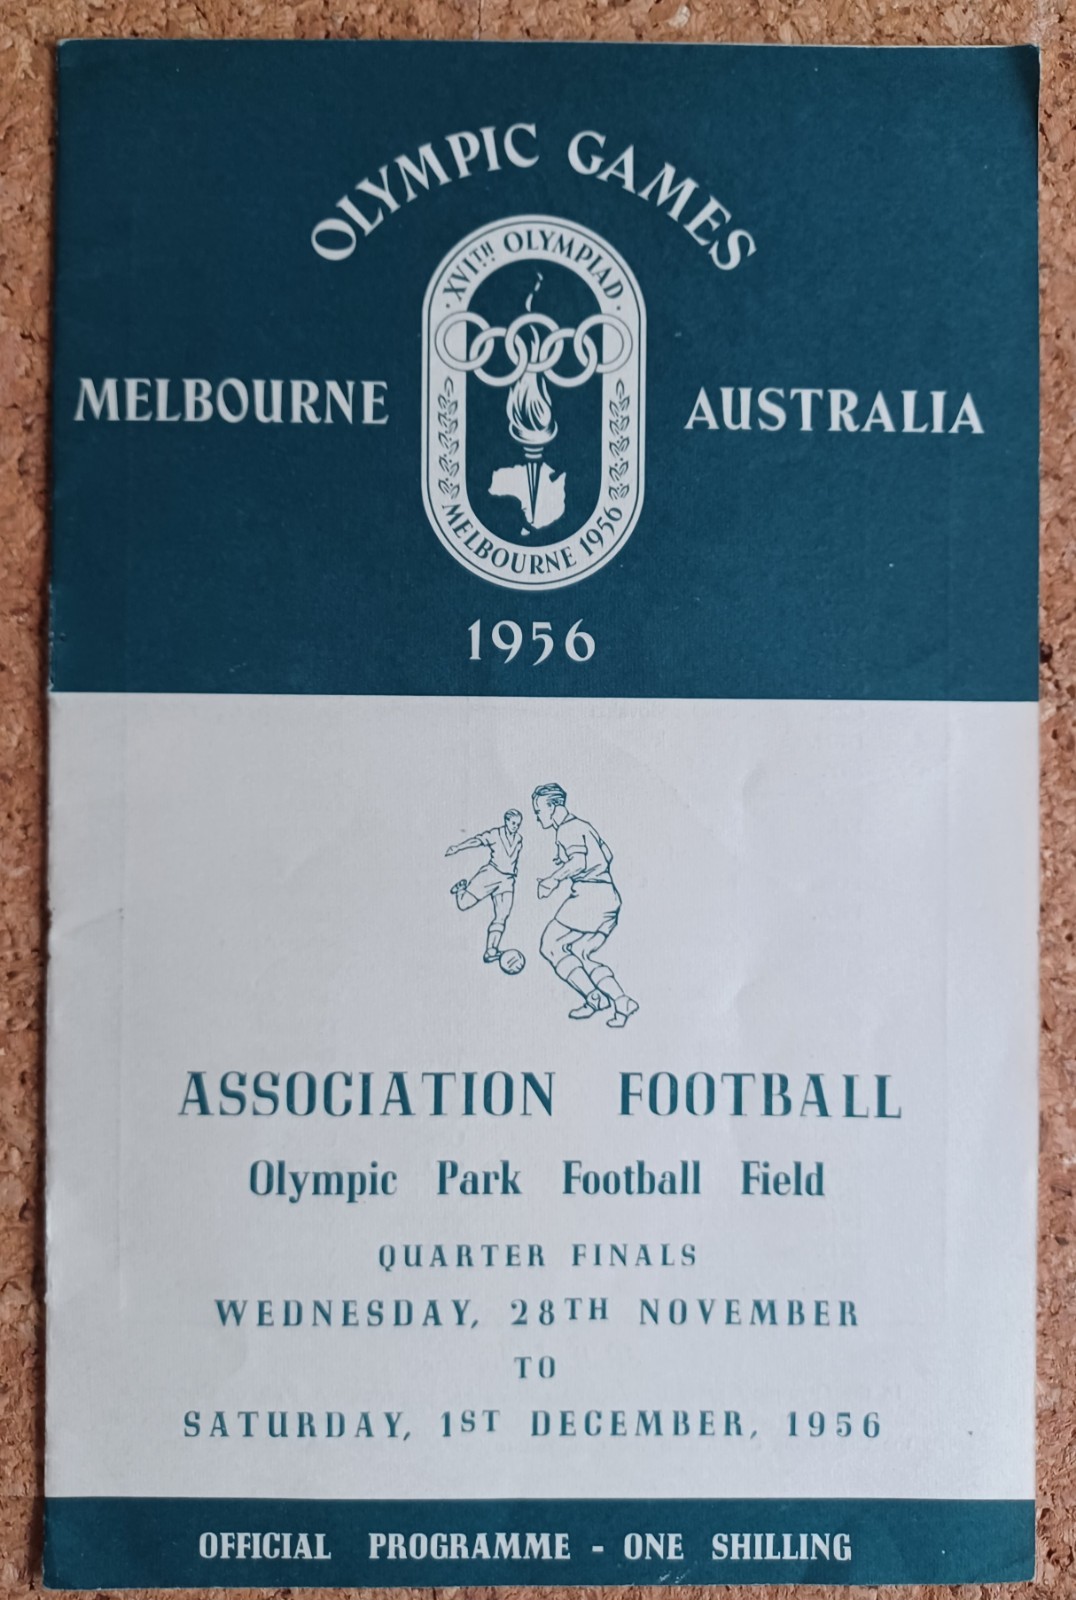 OLYMPIC GAMES
XVITH OLYMPIAD
MELBOURNE AUSTRALIA
MELBOURNE 1956
1956
ASSOCIATION FOOTBALL
Olympic Park Football Field
QUARTER FINALS
WEDNESDAY, 28TH NOVEMBER
TO
SATURDAY, 1ST DECEMBER, 1956
OFFICIAL PROGRAMME - ONE SHILLING